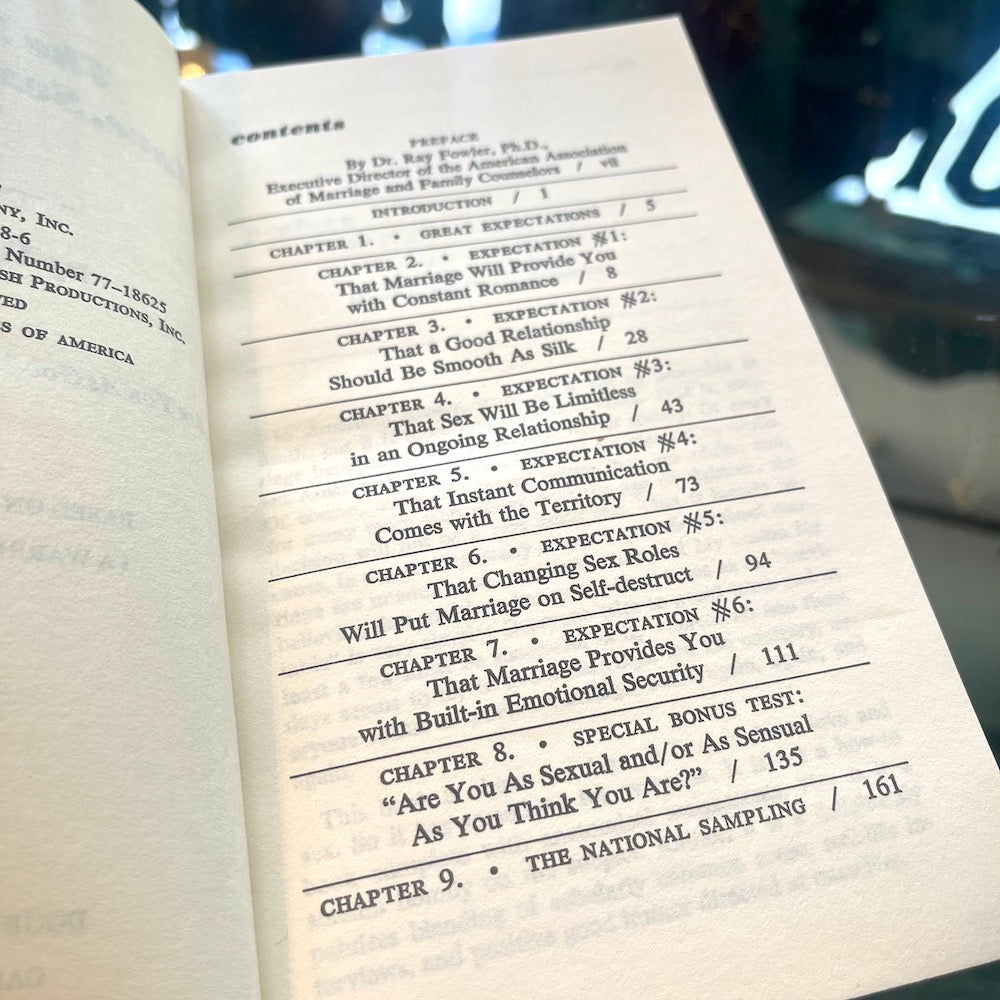 NY, INC.
8-6
Number 77-18625
SH PRODUCTIONS, INC.
TED
S OF AMERICA
contents
PREFACE
By Dr. Ray Fowler, Ph.D.,
Executive Director of the American Association
of Marriage and Family Counselors / vii
INTRODUCTION / 1
CHAPTER 1. • GREAT EXPECTATIONS / 5
CHAPTER 2. • EXPECTATION #1:
That Marriage Will Provide You
with Constant Romance / 8
CHAPTER 3. • EXPECTATION #2:
That a Good Relationship
Should Be Smooth As Silk / 28
CHAPTER 4. • EXPECTATION #3:
That Sex Will Be Limitless
in an Ongoing Relationship / 43
CHAPTER 5. • EXPECTATION #4:
That Instant Communication
Comes with the Territory / 73
CHAPTER 6. • EXPECTATION #5:
That Changing Sex Roles
Will Put Marriage on Self-destruct / 94
CHAPTER 7. • EXPECTATION #6:
That Marriage Provides You
with Built-in Emotional Security / 111
CHAPTER 8. • SPECIAL BONUS TEST:
“Are You As Sexual and/or As Sensual
As You Think You Are?” / 135
CHAPTER 9. • THE NATIONAL SAMPLING / 161